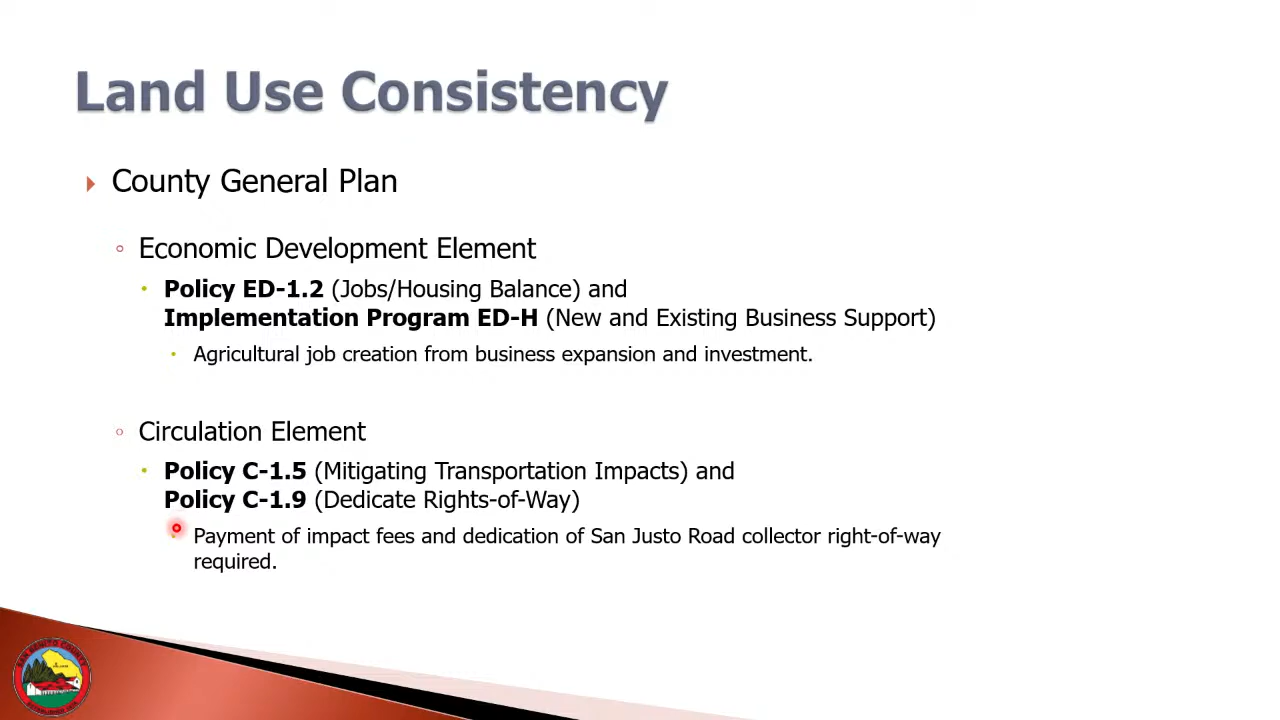 Land Use Consistency
County General Plan
Economic Development Element
Policy ED-1.2 (Jobs/Housing Balance) and
Implementation Program ED-H (New and Existing Business Support)
Agricultural job creation from business expansion and investment.
Circulation Element
Policy C-1.5 (Mitigating Transportation Impacts) and
Policy C-1.9 (Dedicate Rights-of-Way)
Payment of impact fees and dedication of San Justo Road collector right-of-way
required.
SAN BENITO COUNTY